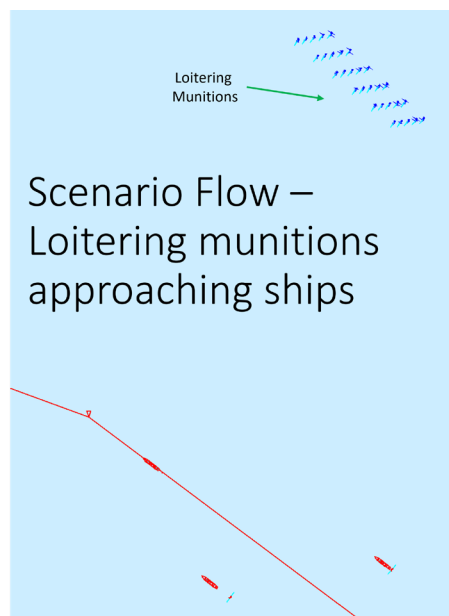 Loitering
Munitions
Scenario Flow –
Loitering munitions
approaching ships